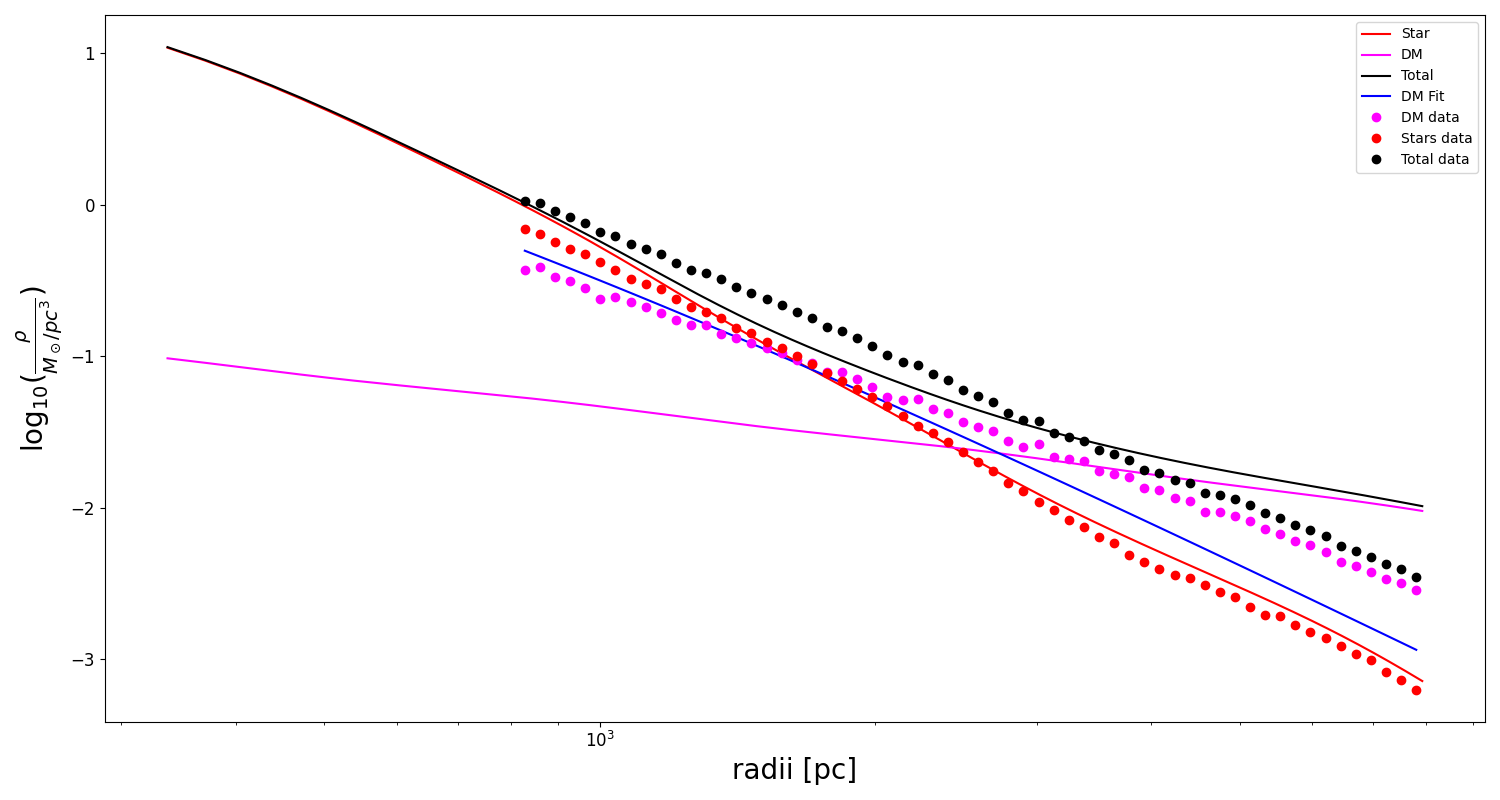 Star
DM
Total
DM Fit
DM data
Stars data
Total data
1
0
−1
−2
−3
log₁₀(ρ / M_⊙/pc³)
10³
radii [pc]